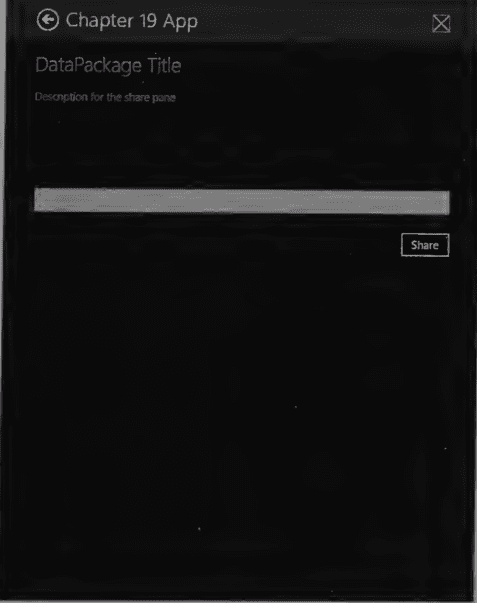 Chapter 19 App
DataPackage Title
Description for the share pane
Share